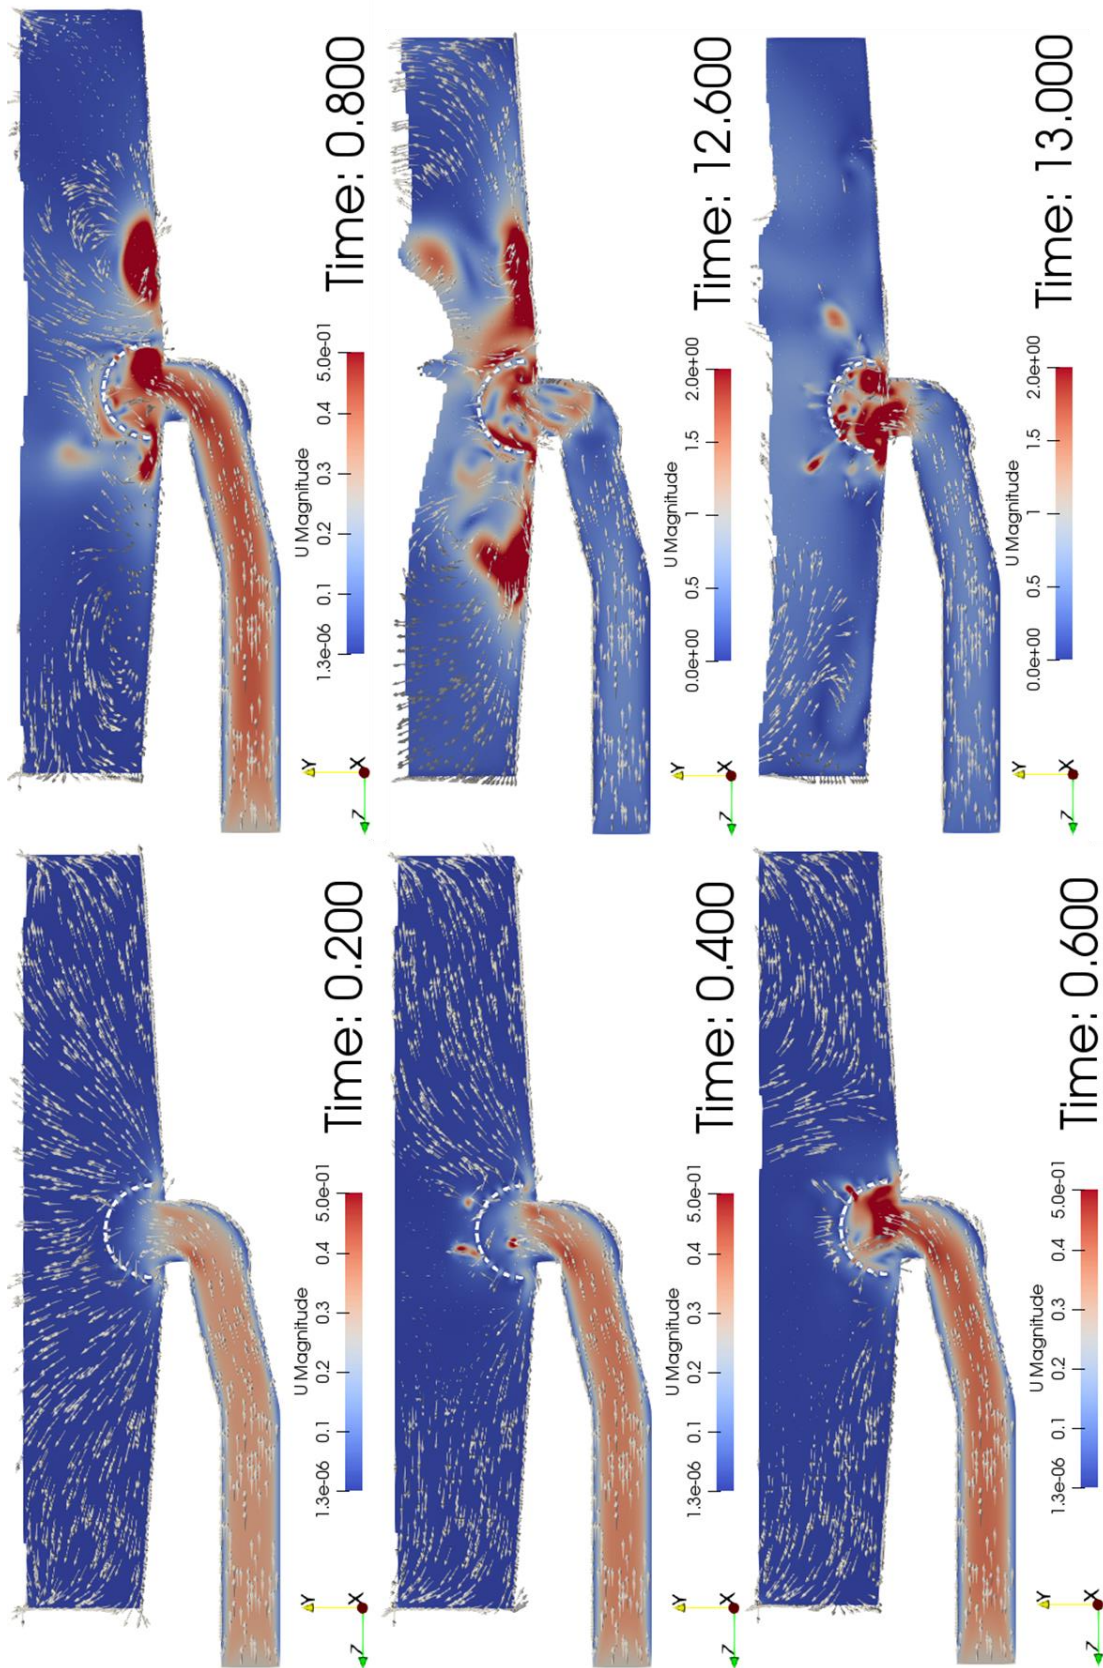 Y
X
Z
U Magnitude
1.3e-06 0.1 0.2 0.3 0.4 5.0e-01
Time: 0.200
Y
X
Z
U Magnitude
1.3e-06 0.1 0.2 0.3 0.4 5.0e-01
Time: 0.400
Y
X
Z
U Magnitude
1.3e-06 0.1 0.2 0.3 0.4 5.0e-01
Time: 0.600
Y
X
Z
U Magnitude
1.3e-06 0.1 0.2 0.3 0.4 5.0e-01
Time: 0.800
Y
X
Z
U Magnitude
0.0e+00 0.5 1 1.5 2.0e+00
Time: 12.600
Y
X
Z
U Magnitude
0.0e+00 0.5 1 1.5 2.0e+00
Time: 13.000